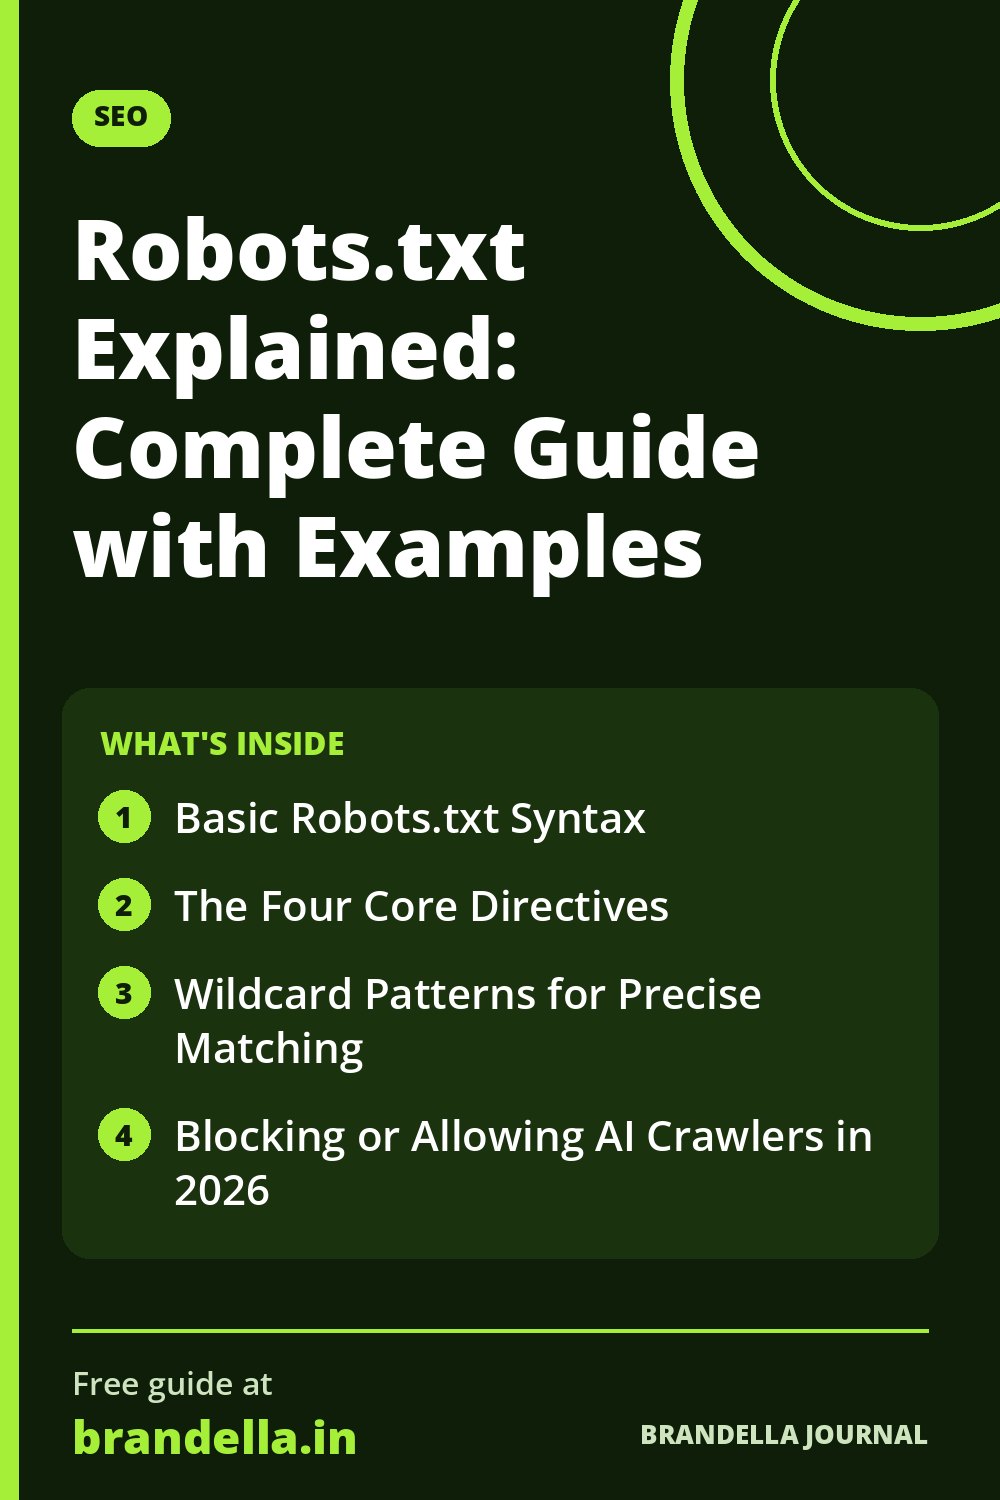 SEO
Robots.txt
Explained:
Complete Guide
with Examples
WHAT'S INSIDE
1 Basic Robots.txt Syntax
2 The Four Core Directives
3 Wildcard Patterns for Precise
Matching
4 Blocking or Allowing AI Crawlers in
2026
Free guide at
brandella.in
BRANDELLA JOURNAL